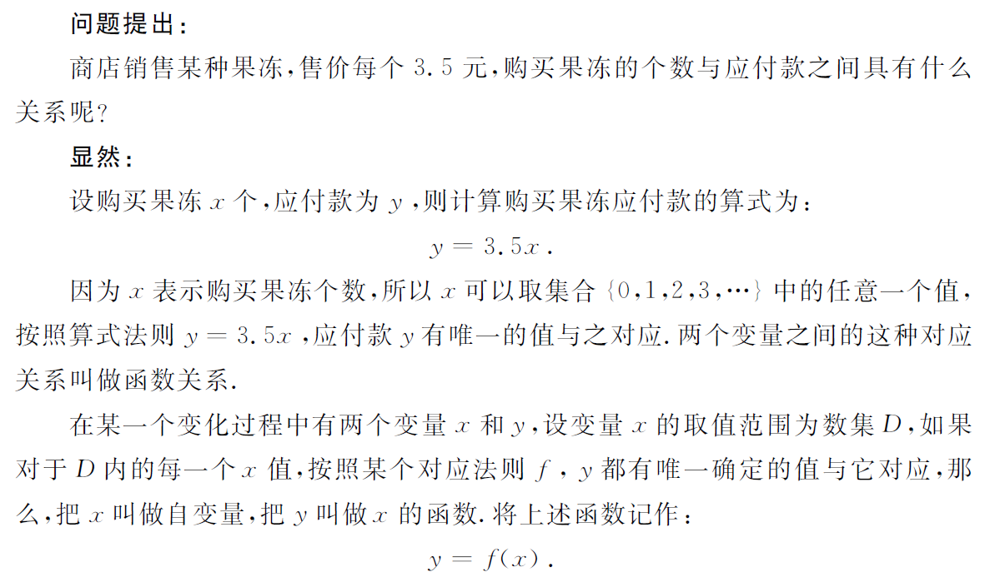 问题提出:
商店销售某种果冻,售价每个 3.5 元,购买果冻的个数与应付款之间具有什么
关系呢?
显然:
设购买果冻 x 个,应付款为 y ,则计算购买果冻应付款的算式为:
y = 3.5x .
因为 x 表示购买果冻个数,所以 x 可以取集合 {0,1,2,3,…} 中的任意一个值,
按照算式法则 y = 3.5x ,应付款 y 有唯一的值与之对应. 两个变量之间的这种对应
关系叫做函数关系.
在某一个变化过程中有两个变量 x 和 y ,设变量 x 的取值范围为数集 D ,如果
对于 D 内的每一个 x 值,按照某个对应法则 f , y 都有唯一确定的值与它对应,那
么,把 x 叫做自变量,把 y 叫做 x 的函数. 将上述函数记作:
y = f(x) .